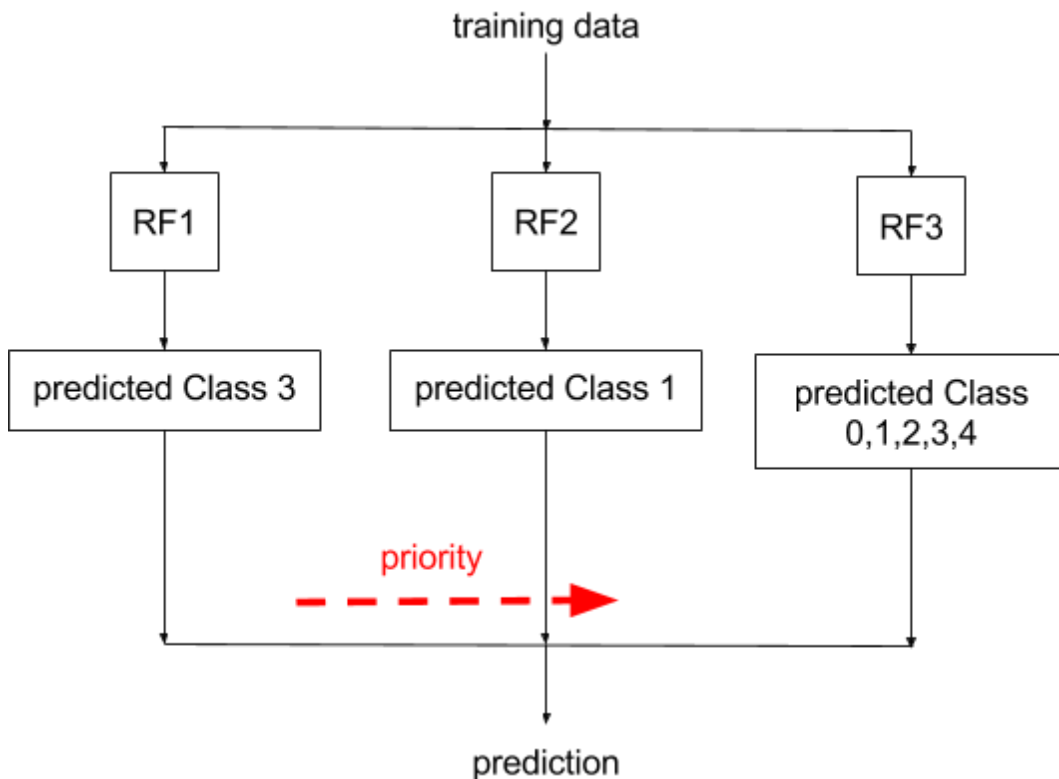 training data
RF1
RF2
RF3
predicted Class 3
predicted Class 1
predicted Class
0,1,2,3,4
priority
prediction